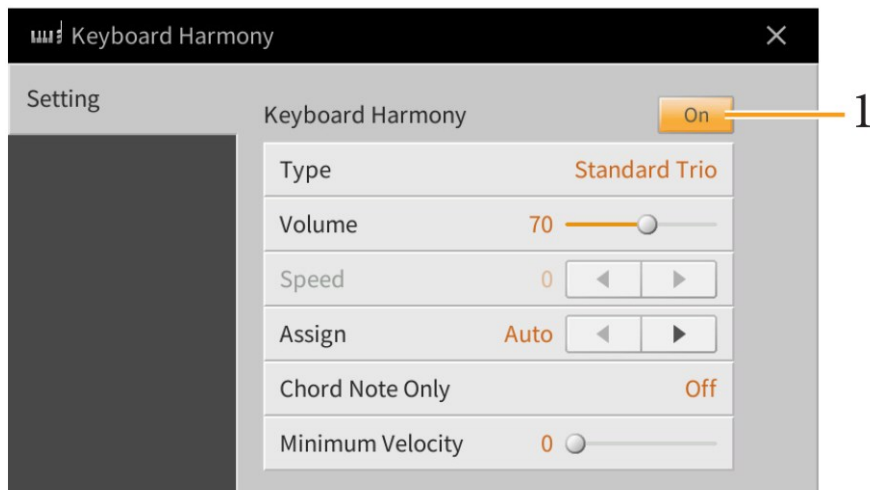 Keyboard Harmony
Setting
Keyboard Harmony On 1
Type Standard Trio
Volume 70
Speed 0
Assign Auto
Chord Note Only Off
Minimum Velocity 0